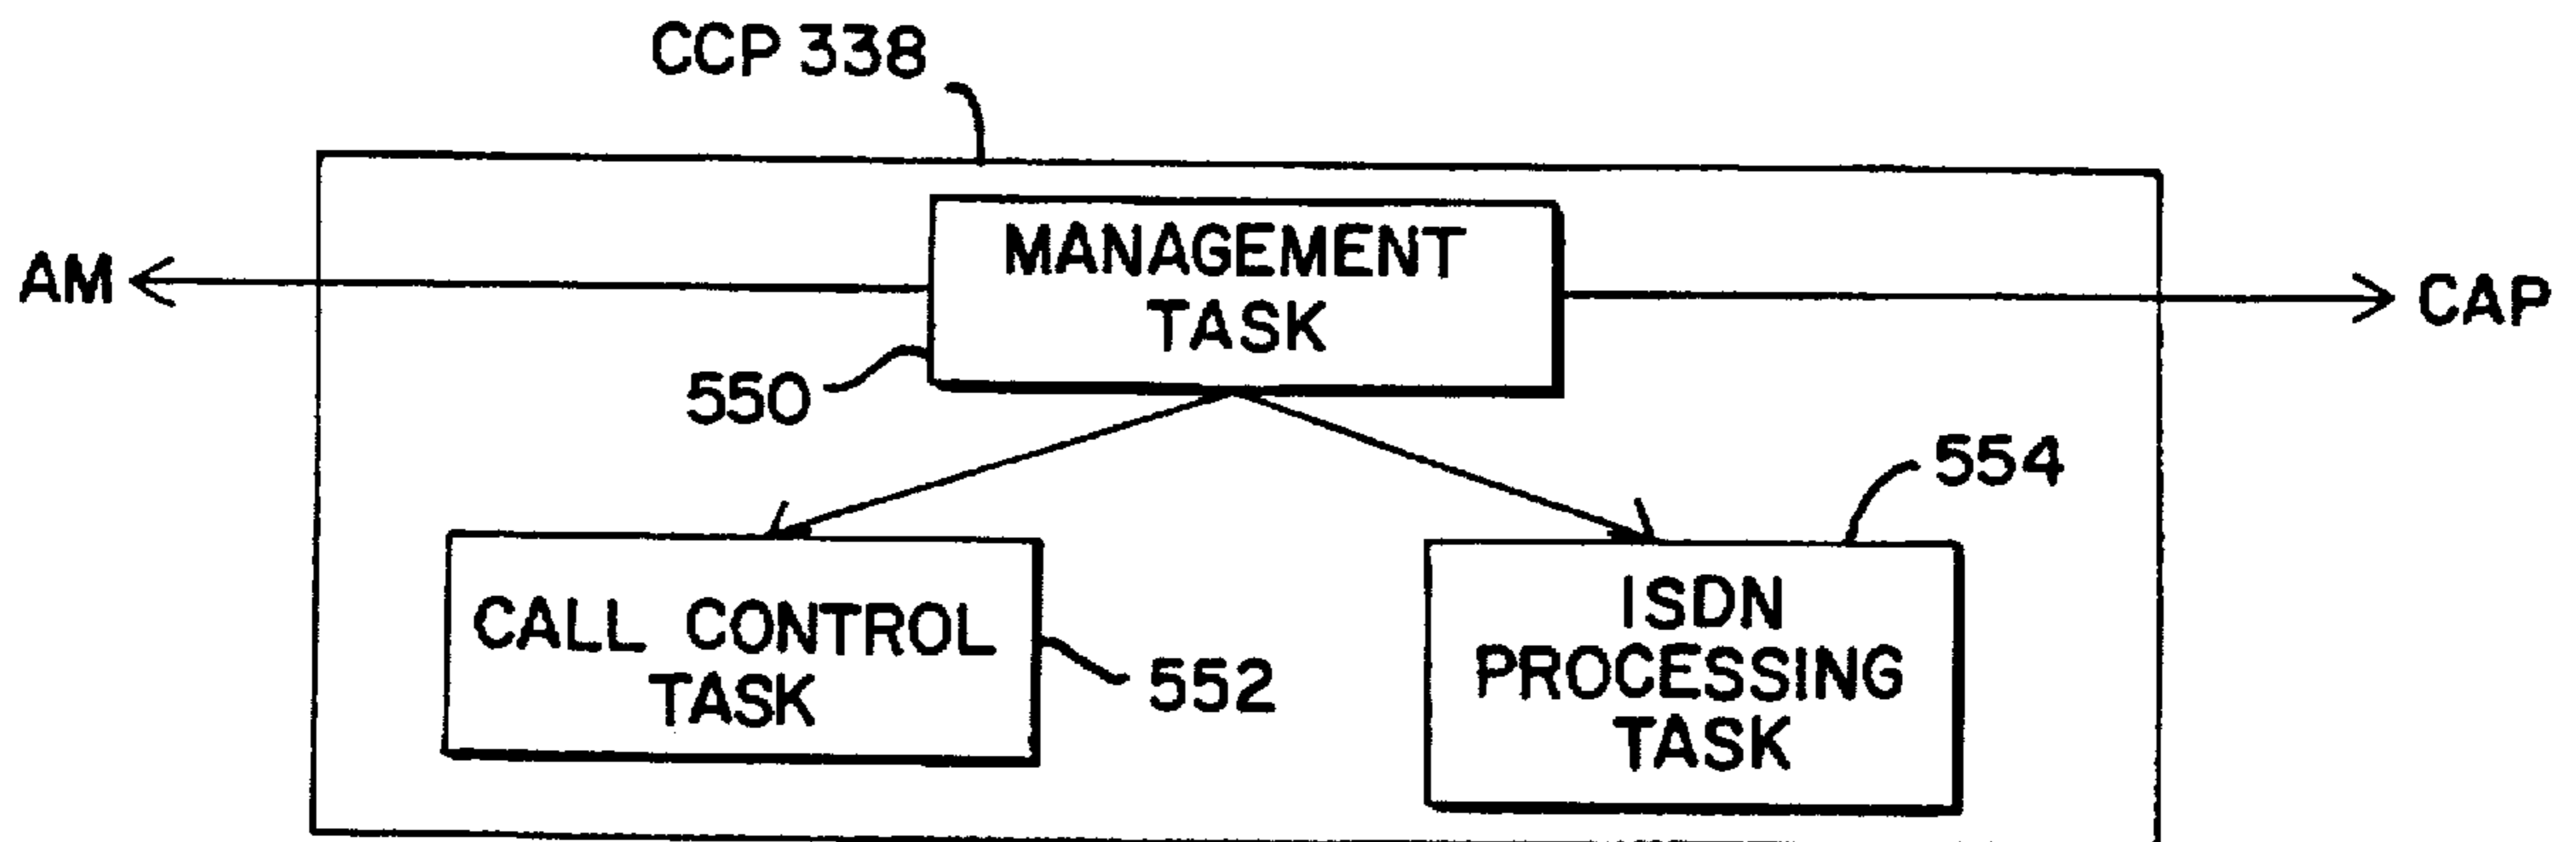 CCP 338
MANAGEMENT
TASK
AM
CAP
550
554
CALL CONTROL
TASK
552
ISDN
PROCESSING
TASK